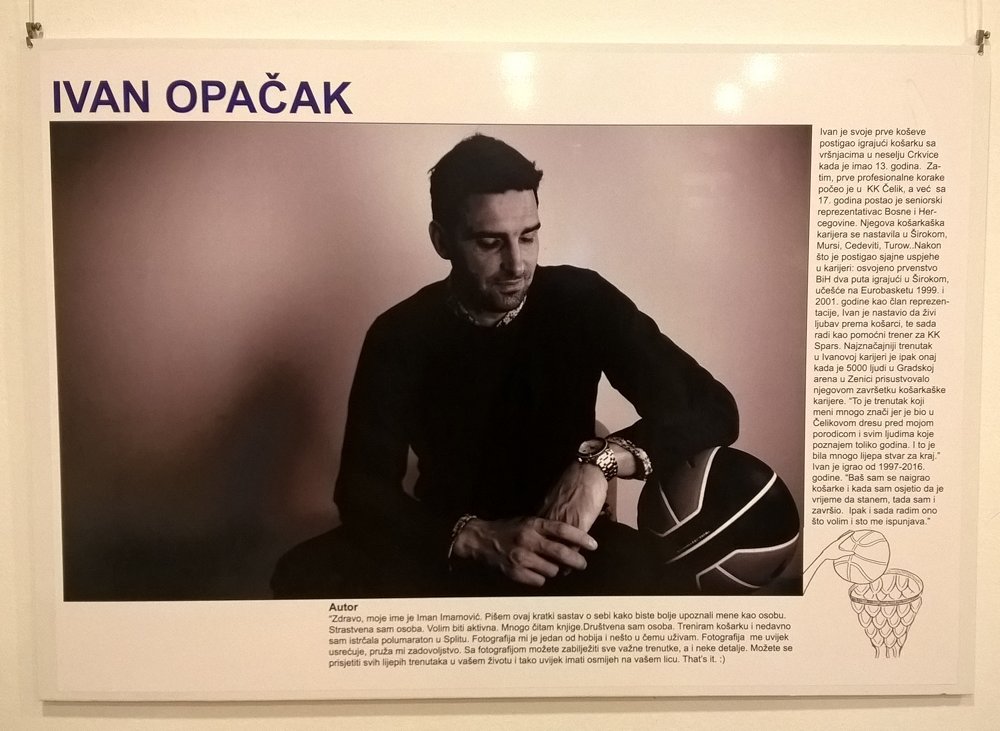 IVAN OPAČAK
Ivan je svoje prve koševe
postigao igrajući košarku sa
vršnjacima u neselju Crkvice
kada je imao 13. godina. Za-
tim, prve profesionalne korake
počeo je u KK Čelik, a već sa
17. godina postao je seniorski
reprezentativac Bosne i Her-
cegovine. Njegova košarkaška
karijera se nastavila u Širokom,
Mursi, Cedeviti, Turow..Nakon
što je postigao sjajne uspjehe
u karijeri: osvojeno prvenstvo
BiH dva puta igrajući u Širokom,
učešće na Eurobasketu 1999. i
2001. godine kao član reprezen-
tacije, Ivan je nastavio da živi
ljubav prema košarci, te sada
radi kao pomoćni trener za KK
Spars. Najznačajniji trenutak
u Ivanovoj karijeri je ipak onaj
kada je 5000 ljudi u Gradskoj
arena u Zenici prisustvovalo
njegovom završetku košarkaške
karijere. "To je trenutak koji
meni mnogo znači jer je bio u
Čelikovom dresu pred mojom
porodicom i svim ljudima koje
poznajem toliko godina. I to je
bila mnogo lijepa stvar za kraj."
Ivan je igrao od 1997-2016.
godine. "Baš sam se naigrao
košarke i kada sam osjetio da je
vrijeme da stanem, tada sam i
završio. Ipak i sada radim ono
što volim i sto me ispunjava."
Autor
"Zdravo, moje ime je Iman Imamović. Pišem ovaj kratki sastav o sebi kako biste bolje upoznali mene kao osobu.
Strastvena sam osoba. Volim biti aktivna. Mnogo čitam knjige.Društvena sam osoba. Treniram košarku i nedavno
sam istrčala polumaraton u Splitu. Fotografija mi je jedan od hobija i nešto u čemu uživam. Fotografija me uvijek
usrećuje, pruža mi zadovoljstvo. Sa fotografijom možete zabilježiti sve važne trenutke, a i neke detalje. Možete se
prisjetiti svih lijepih trenutaka u vašem životu i tako uvijek imati osmijeh na vašem licu. That's it. :)